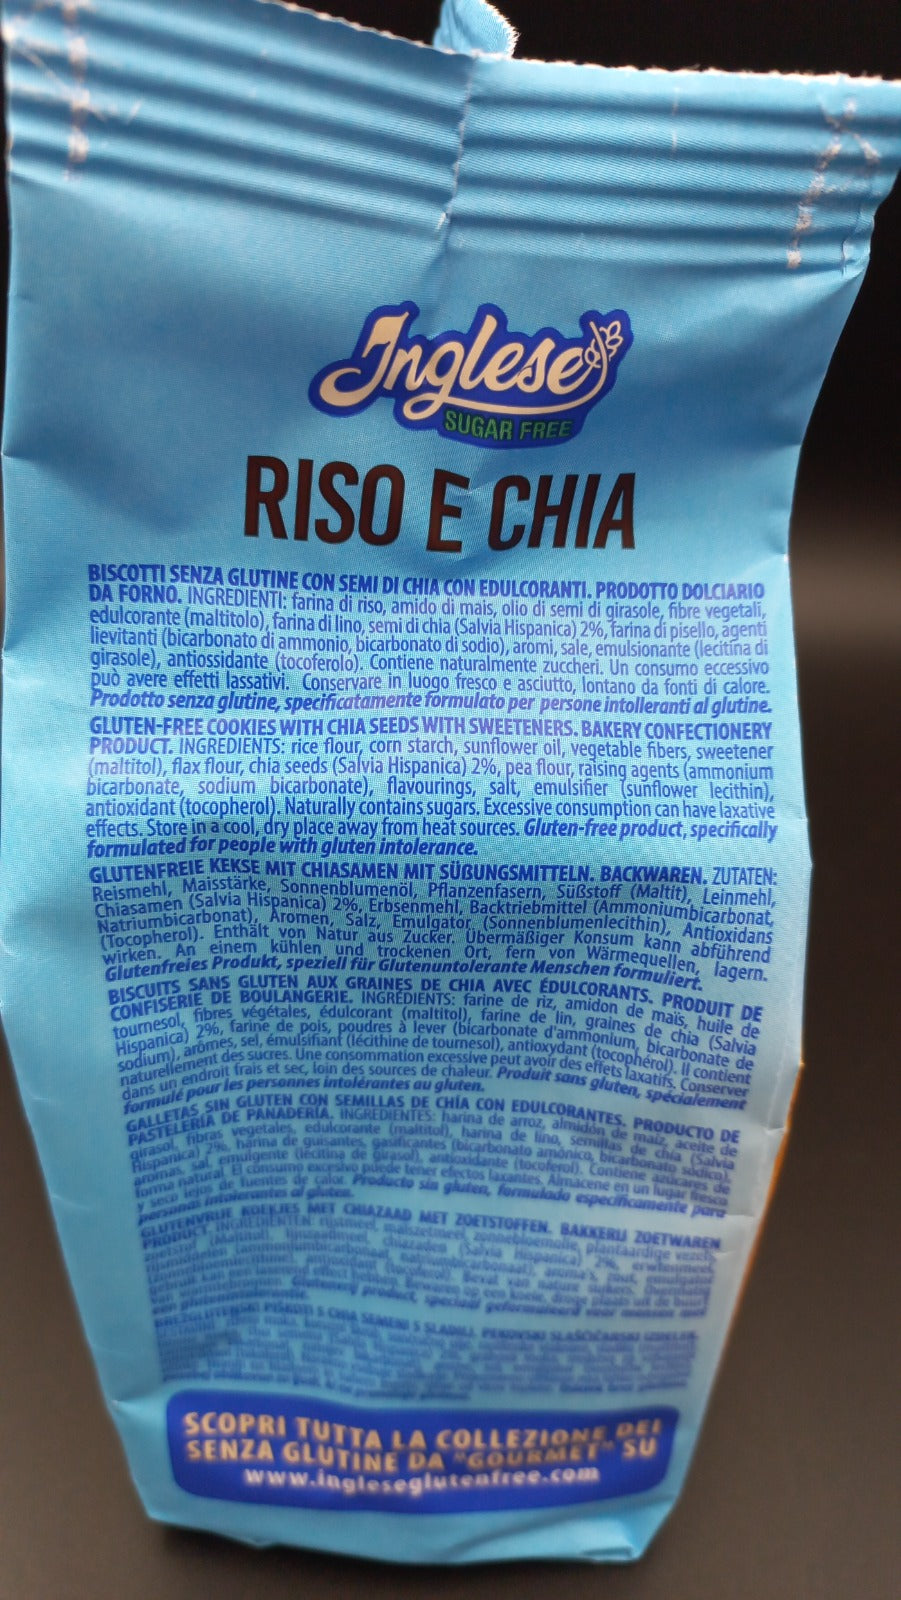 Inglese
SUGAR FREE
RISO E CHIA
BISCOTTI SENZA GLUTINE CON SEMI DI CHIA CON EDULCORANTI. PRODOTTO DOLCIARIO
DA FORNO. INGREDIENTI: farina di riso, amido di mais, olio di semi di girasole, fibre vegetali,
edulcorante (maltitolo), farina di lino, semi di chia (Salvia Hispanica) 2%, farina di pisello, agenti
lievitanti (bicarbonato di ammonio, bicarbonato di sodio), aromi, sale, emulsionante (lecitina di
girasole), antiossidante (tocoferolo). Contiene naturalmente zuccheri. Un consumo eccessivo
può avere effetti lassativi. Conservare in luogo fresco e asciutto, lontano da fonti di calore.
Prodotto senza glutine, specificatamente formulato per persone intolleranti al glutine.
GLUTEN-FREE COOKIES WITH CHIA SEEDS WITH SWEETENERS. BAKERY CONFECTIONERY
PRODUCT. INGREDIENTS: rice flour, corn starch, sunflower oil, vegetable fibers, sweetener
(maltitol), flax flour, chia seeds (Salvia Hispanica) 2%, pea flour, raising agents (ammonium
bicarbonate, sodium bicarbonate), flavourings, salt, emulsifier (sunflower lecithin),
antioxidant (tocopherol). Naturally contains sugars. Excessive consumption can have laxative
effects. Store in a cool, dry place away from heat sources. Gluten-free product, specifically
formulated for people with gluten intolerance.
GLUTENFREIE KEKSE MIT CHIASAMEN MIT SÜßUNGSMITTELN. BACKWAREN. ZUTATEN:
Reismehl, Maisstärke, Sonnenblumenöl, Pflanzenfasern, Süßstoff (Maltit), Leinmehl,
Chiasamen (Salvia Hispanica) 2%, Erbsenmehl, Backtriebmittel (Ammoniumbicarbonat,
Natriumbicarbonat), Aromen, Salz, Emulgator (Sonnenblumenlecithin), Antioxidans
(Tocopherol). Enthält von Natur aus Zucker. Übermäßiger Konsum kann abführend
wirken. An einem kühlen und trockenen Ort, fern von Wärmequellen, lagern.
Glutenfreies Produkt, speziell für Glutenuntolerante Menschen formuliert.
BISCUITS SANS GLUTEN AUX GRAINES DE CHIA AVEC ÉDULCORANTS. PRODUIT DE
CONFISERIE DE BOULANGERIE. INGRÉDIENTS: farine de riz, amidon de maïs, huile de
tournesol, fibres végétales, édulcorant (maltitol), farine de lin, graines de chia (Salvia
Hispanica) 2%, farine de pois, poudres à lever (bicarbonate d'ammonium, bicarbonate de
sodium), arômes, sel, émulsifiant (lécithine de tournesol), antioxydant (tocophérol). Il contient
naturellement des sucres. Une consommation excessive peut avoir des effets laxatifs. Conserver
dans un endroit frais et sec, loin des sources de chaleur. Produit sans gluten, spécialement
formulé pour les personnes intolérantes au gluten.
GALLETAS SIN GLUTEN CON SEMILLAS DE CHÍA CON EDULCORANTES. PRODUCTO DE
PASTELERÍA DE PANADERÍA. INGREDIENTES: harina de arroz, almidón de maíz, aceite de
girasol, fibras vegetales, edulcorante (maltitol), harina de lino, semillas de chía (Salvia
Hispanica) 2%, harina de guisantes, gasificantes (bicarbonato amónico, bicarbonato sódico),
aromas, sal, emulgente (lecitina de girasol), antioxidante (tocoferol). Contiene azúcares de
forma natural. El consumo excesivo puede tener efectos laxantes. Almacene en un lugar fresco
y seco lejos de fuentes de calor. Producto sin gluten, formulado específicamente para
personas intolerantes al gluten.
GLUTENVRIJE KOEKJES MET CHIAZAAD MET ZOETSTOFFEN. BAKKERIJ ZOETWAREN
PRODUCT. INGREDIËNTEN: rijstmeel, maïszetmeel, zonnebloemolie, plantaardige vezels,
SCOPRI TUTTA LA COLLEZIONE DEI
SENZA GLUTINE DA "GOURMET" SU
www.ingleseglutenfree.com